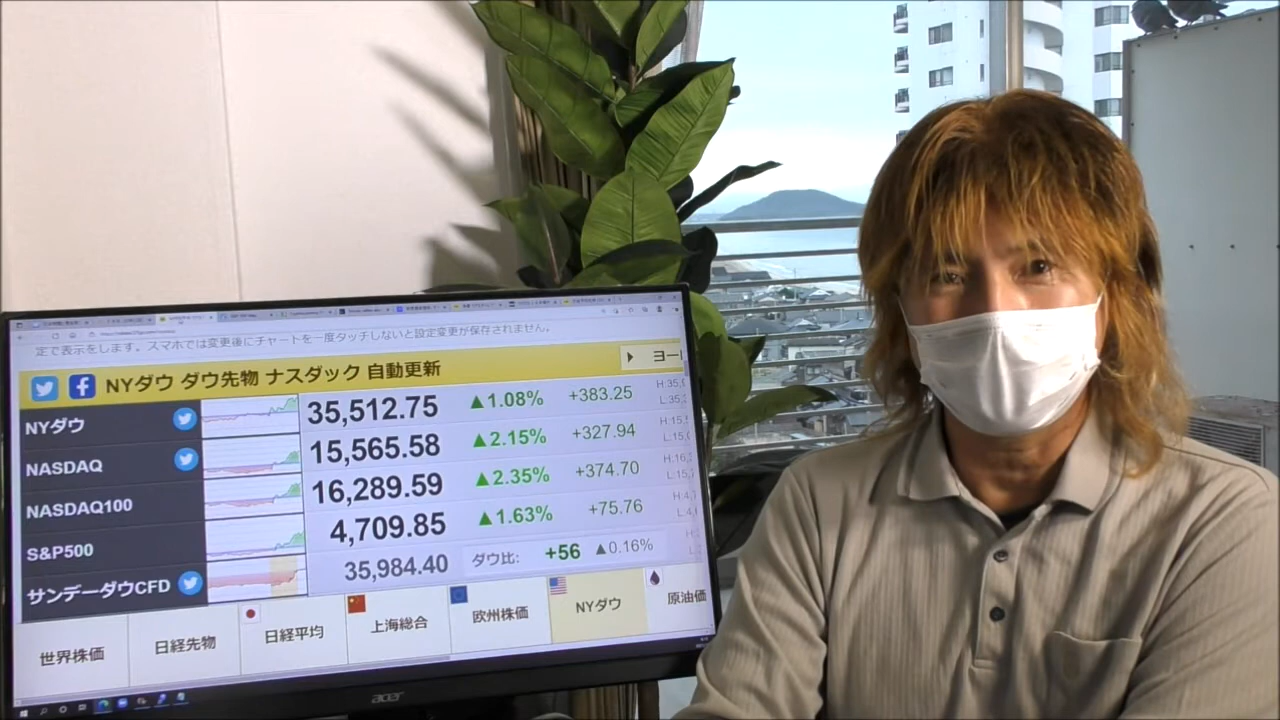 定で表示をします。スマホでは変更後にチャートを一度タッチしないと設定変更が保存されません。
NYダウ ダウ先物 ナスダック 自動更新
NYダウ 35,512.75 ▲1.08% +383.25
NASDAQ 15,565.58 ▲2.15% +327.94
NASDAQ100 16,289.59 ▲2.35% +374.70
S&P500 4,709.85 ▲1.63% +75.76
サンデーダウCFD 35,984.40 ダウ比: +56 ▲0.16%
世界株価 日経先物 日経平均 上海総合 欧州株価 NYダウ 原油価
acer